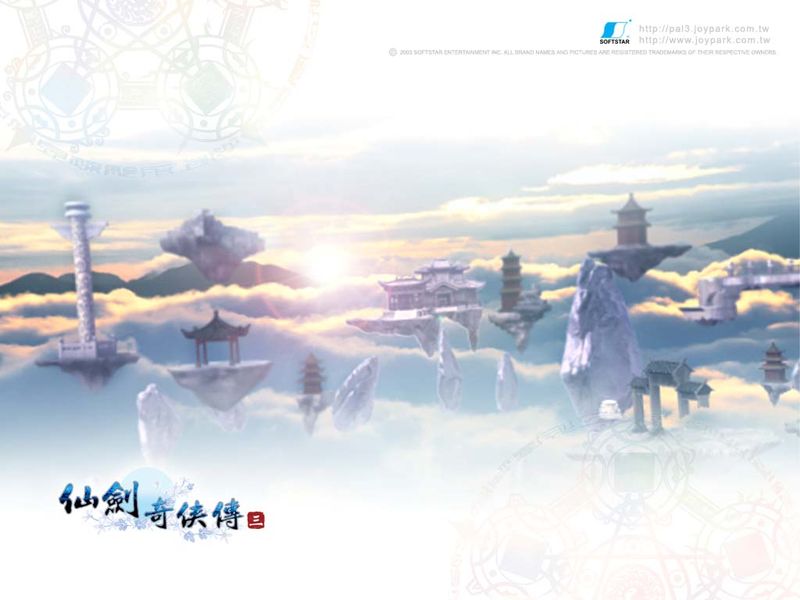 SOFTSTAR
http://pal3.joypark.com.tw
http://www.joypark.com.tw
© 2003 SOFTSTAR ENTERTAINMENT INC. ALL BRAND NAMES AND PICTURES ARE REGISTERED TRADEMARKS OF THEIR RESPECTIVE OWNERS.
仙劍奇俠傳 三